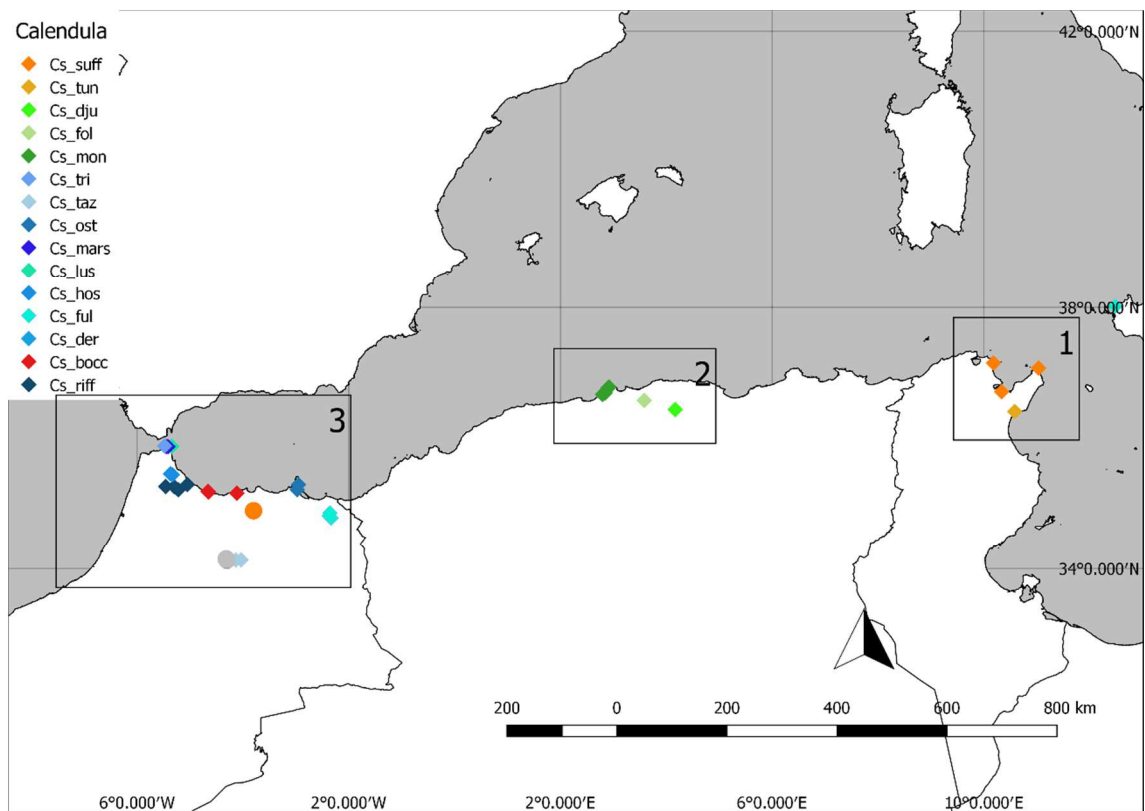 Calendula
Cs_suff
Cs_tun
Cs_dju
Cs_fol
Cs_mon
Cs_tri
Cs_taz
Cs_ost
Cs_mars
Cs_lus
Cs_hos
Cs_ful
Cs_der
Cs_bocc
Cs_riff
42°0.000′N
38°0.000′N
1
2
3
34°0.000′N
200 0 200 400 600 800 km
6°0.000′W 2°0.000′W 2°0.000′E 6°0.000′E 10°0.000′E